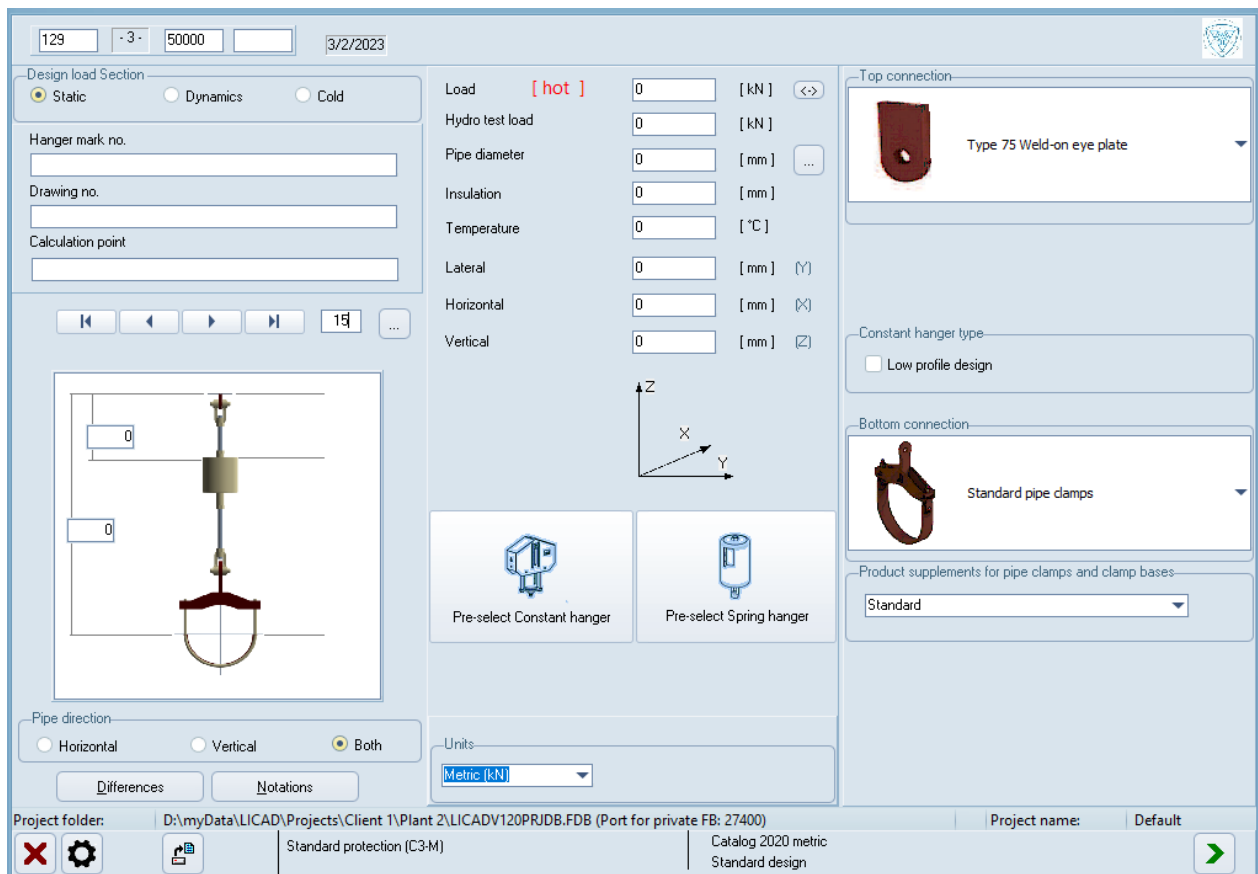 129 - 3 - 50000
3/2/2023
Design load Section
Static Dynamics Cold
Hanger mark no.
Drawing no.
Calculation point
15 ...
0
0
Pipe direction
Horizontal Vertical Both
Differences Notations
Load [ hot ] 0 [ kN ] <->
Hydro test load 0 [ kN ]
Pipe diameter 0 [ mm ] ...
Insulation 0 [ mm ]
Temperature 0 [ °C ]
Lateral 0 [ mm ] (Y)
Horizontal 0 [ mm ] (X)
Vertical 0 [ mm ] (Z)
Z
X
Y
Pre-select Constant hanger Pre-select Spring hanger
Units
Metric (kN)
Top connection
Type 75 Weld-on eye plate
Constant hanger type
Low profile design
Bottom connection
Standard pipe clamps
Product supplements for pipe clamps and clamp bases
Standard
Project folder: D:\myData\LICAD\Projects\Client 1\Plant 2\LICADV120PRJDB.FDB (Port for private FB: 27400) Project name: Default
Standard protection (C3-M)
Catalog 2020 metric
Standard design